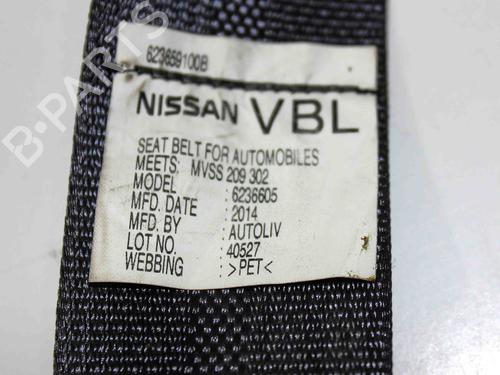 623659100B
NISSAN VBL
SEAT BELT FOR AUTOMOBILES
MEETS: MVSS 209 302
MODEL : 6236605
MFD. DATE : 2014
MFD. BY : AUTOLIV
LOT NO. : 40527
WEBBING : >PET<
B-PARTS